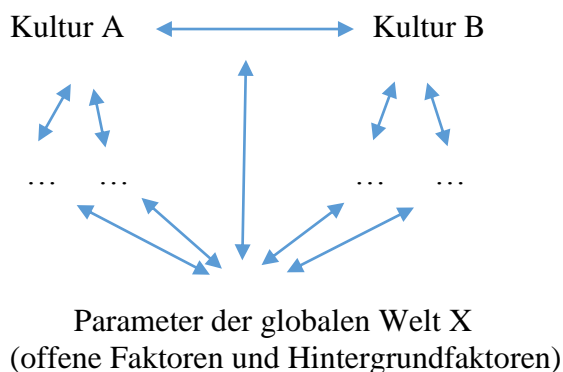 Kultur A Kultur B
… … … …
Parameter der globalen Welt X
(offene Faktoren und Hintergrundfaktoren)